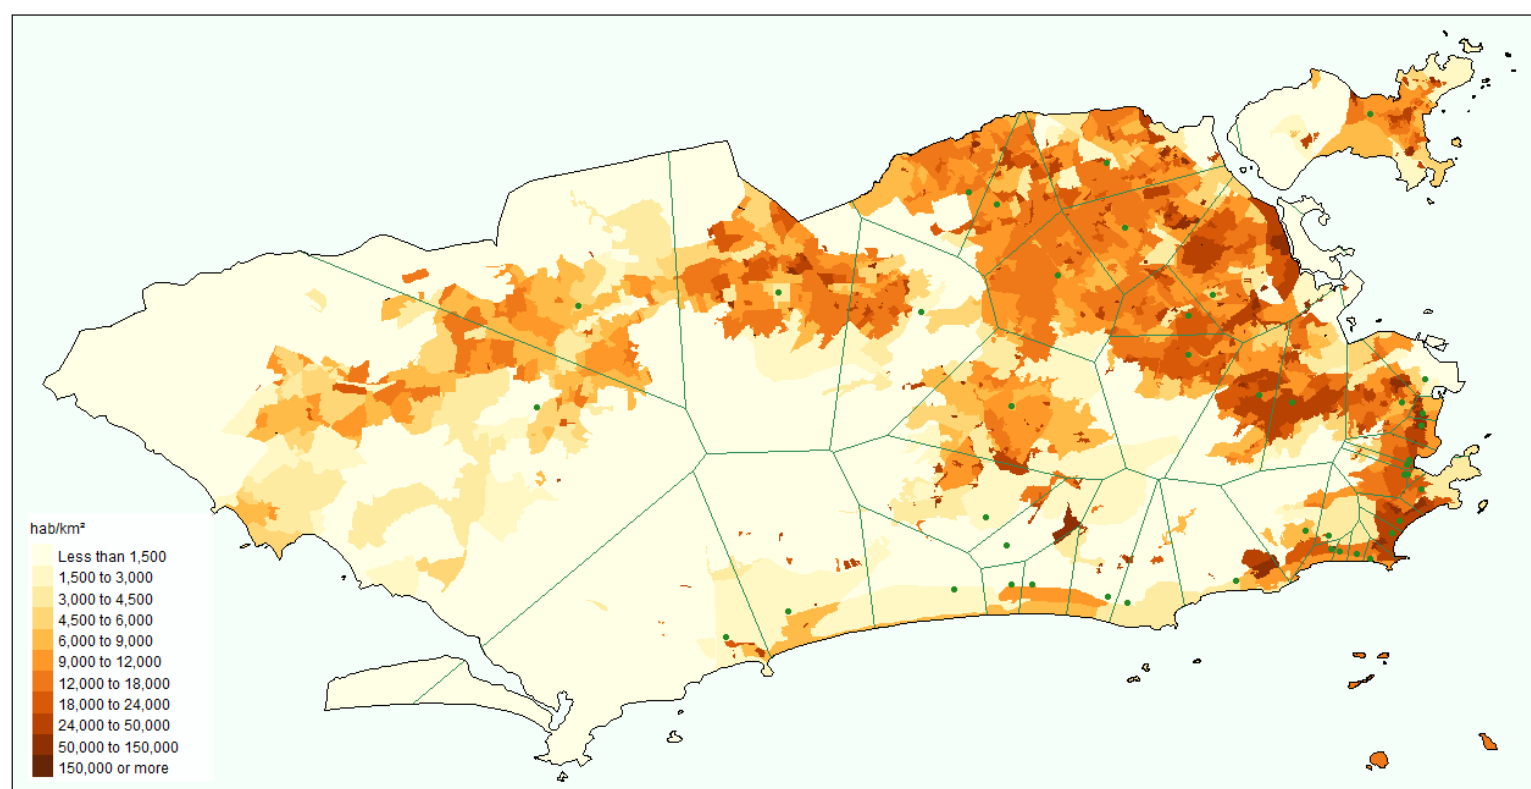 hab/km²
Less than 1,500
1,500 to 3,000
3,000 to 4,500
4,500 to 6,000
6,000 to 9,000
9,000 to 12,000
12,000 to 18,000
18,000 to 24,000
24,000 to 50,000
50,000 to 150,000
150,000 or more